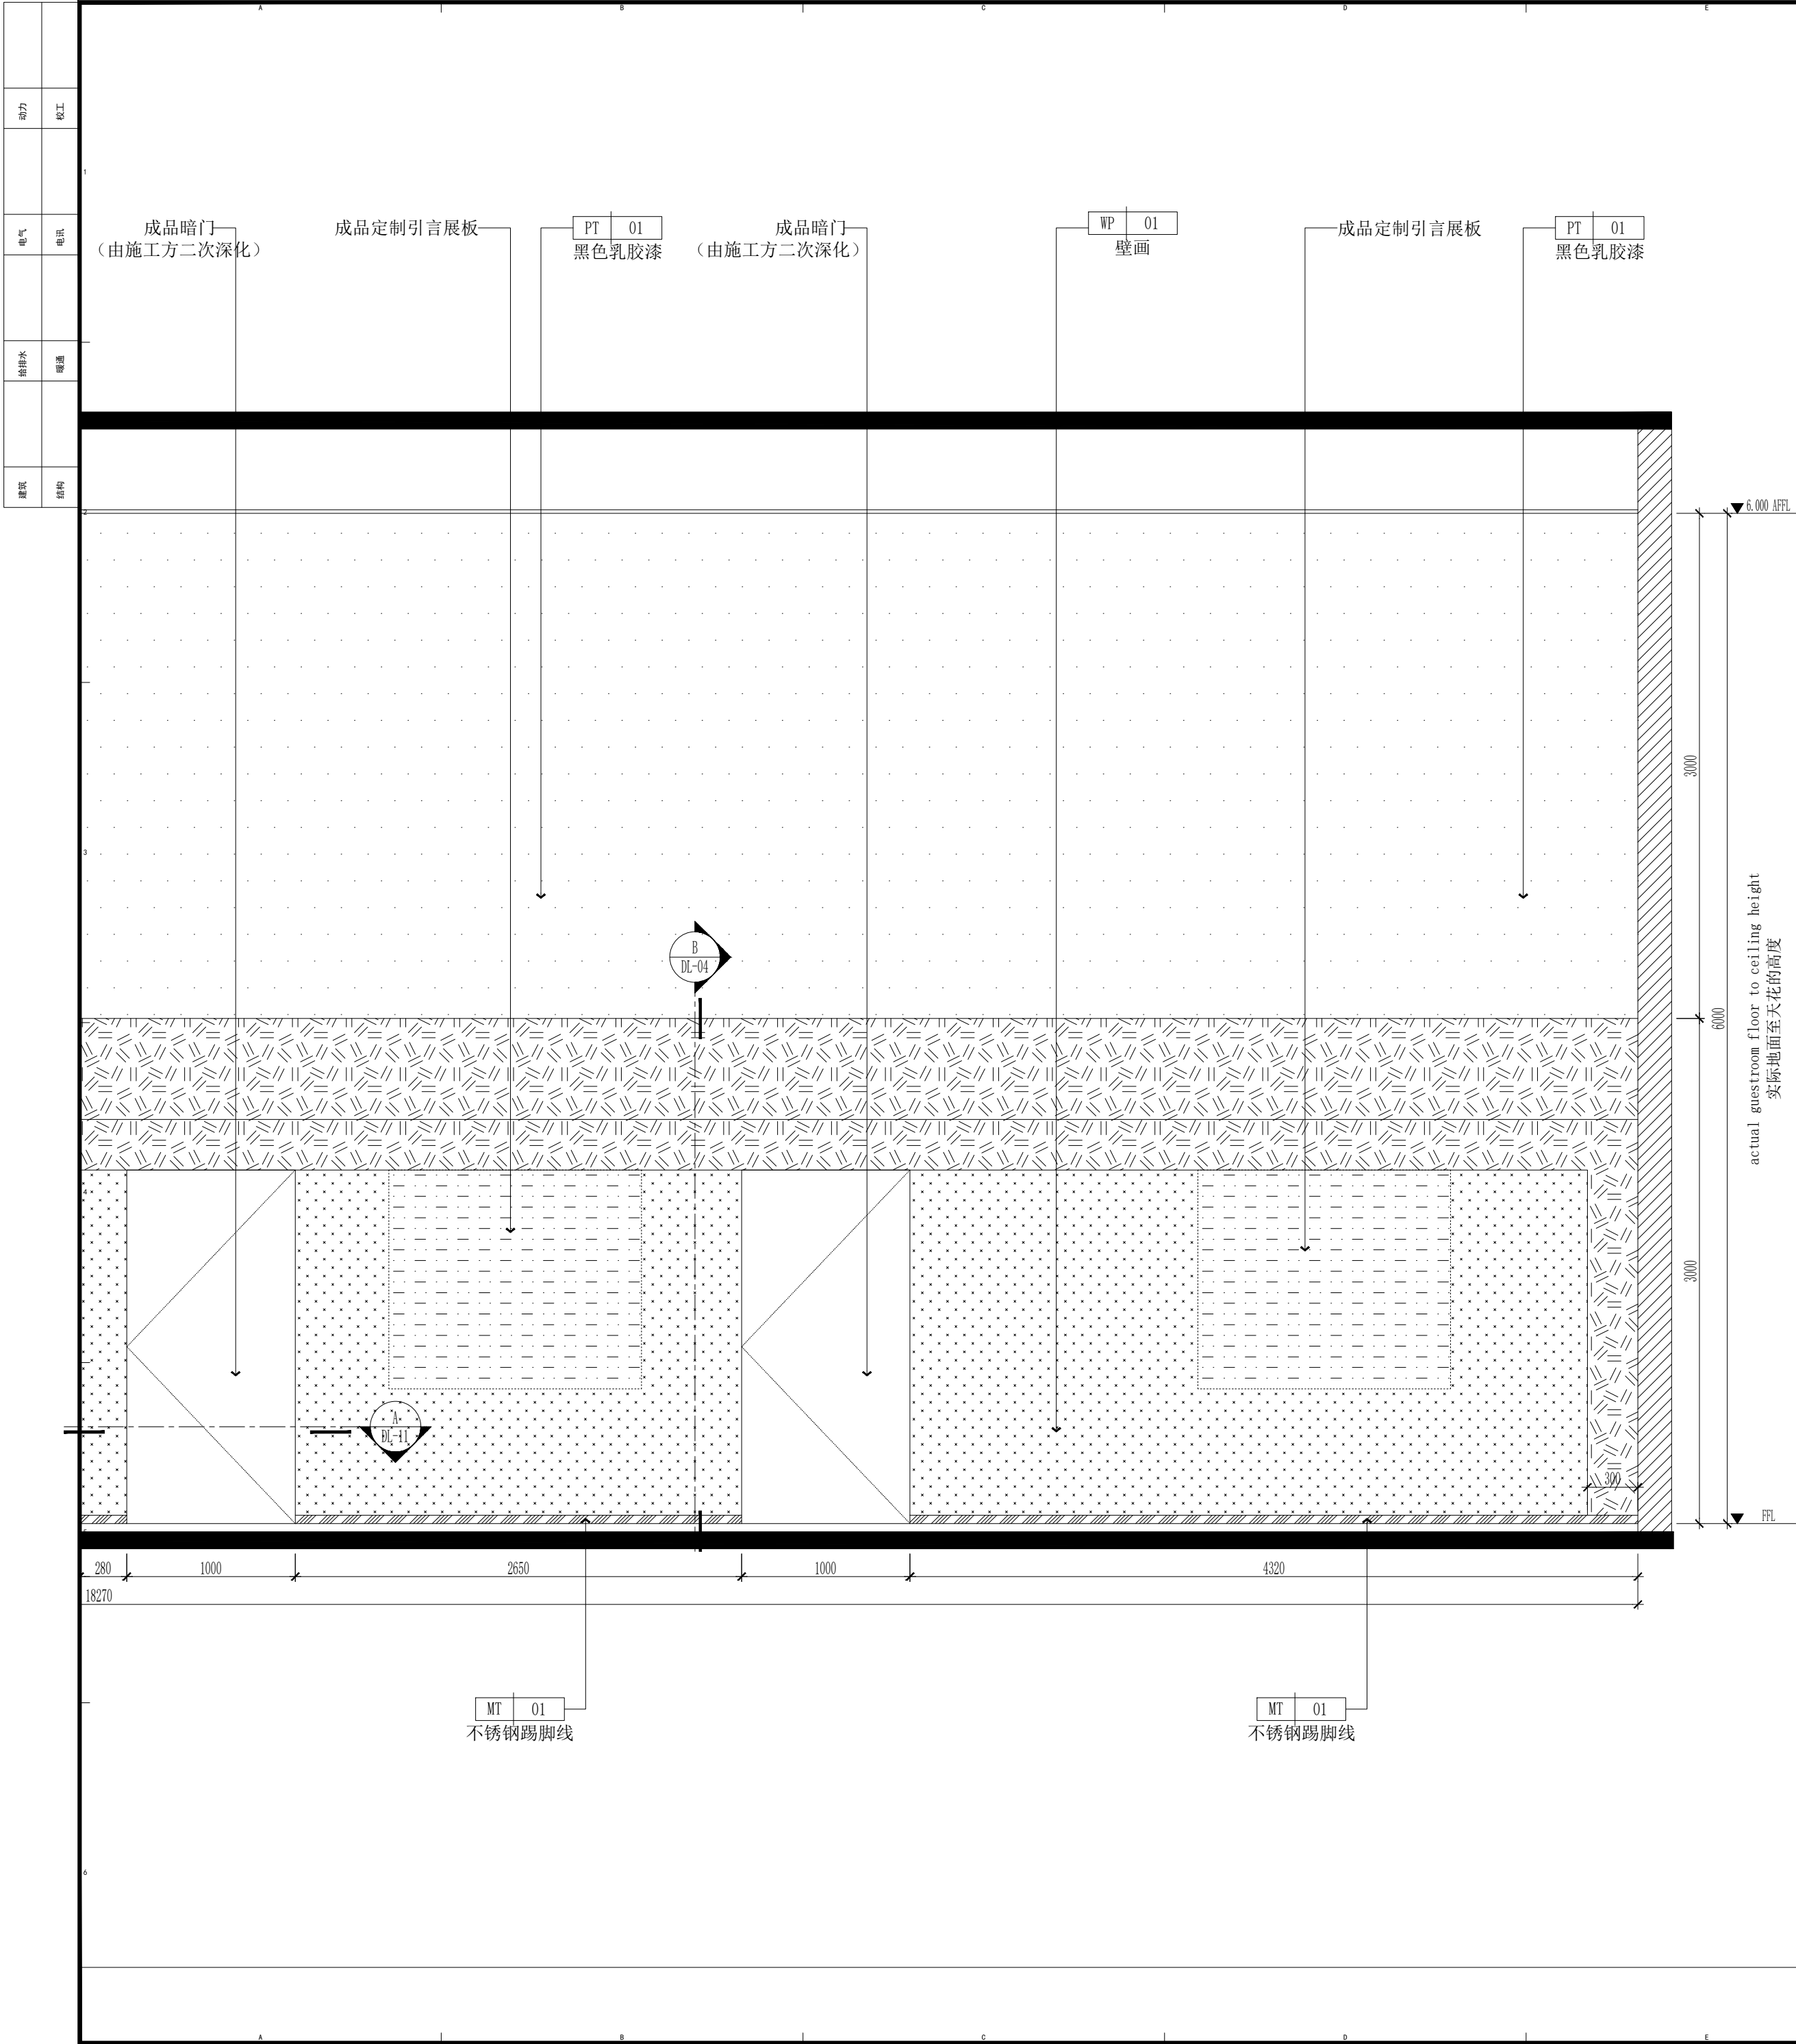 A B C D E
动力 校工
电气 电讯
给排水 暖通
建筑 结构
1
2
3
4
6
成品暗门
（由施工方二次深化）
成品定制引言展板
PT 01
黑色乳胶漆
成品暗门
（由施工方二次深化）
WP 01
壁画
成品定制引言展板
PT 01
黑色乳胶漆
6.000 AFFL
3000
6000
3000
actual guestroom floor to ceiling height
实际地面至天花的高度
B
DL-04
A
DL-11
300
FFL
280 1000 2650 1000 4320
18270
MT 01
不锈钢踢脚线
MT 01
不锈钢踢脚线
A B C D E